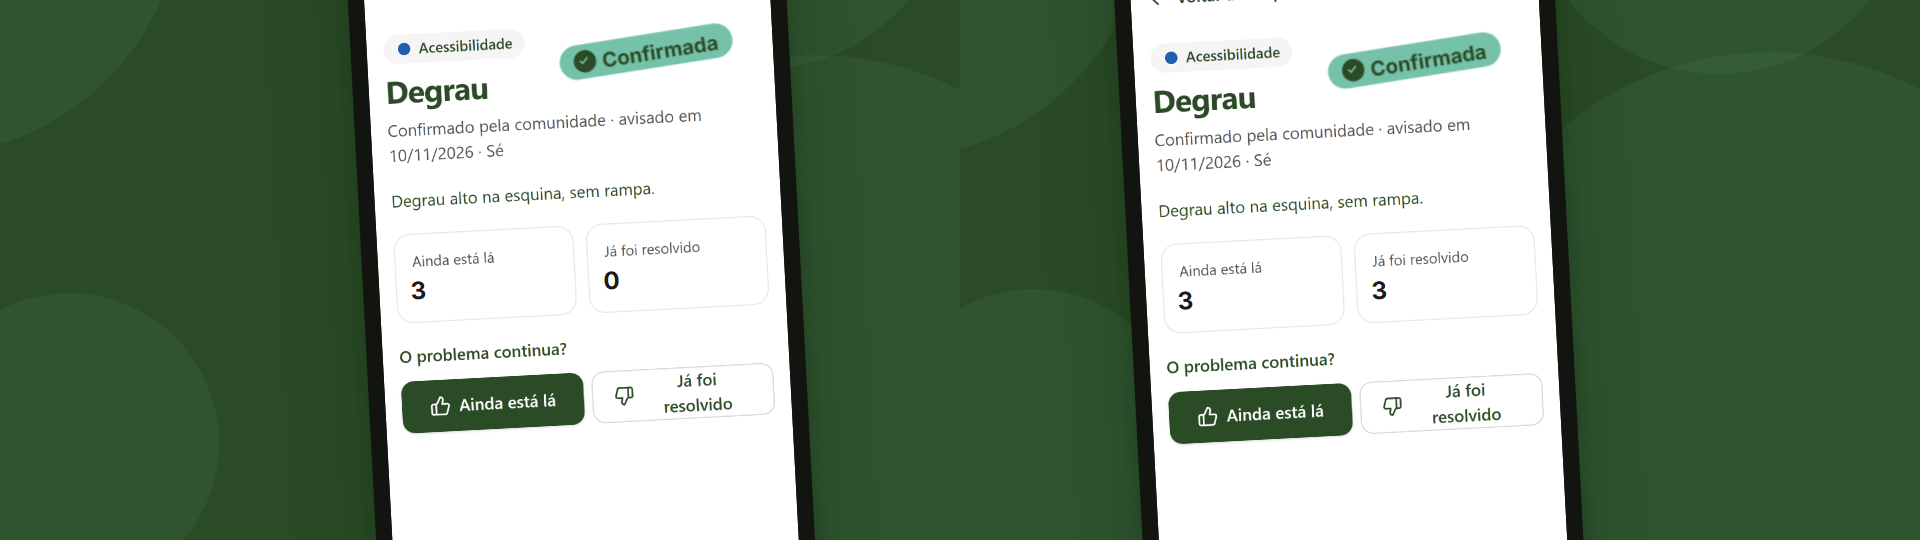 Acessibilidade
Confirmada
Degrau
Confirmado pela comunidade · avisado em
10/11/2026 · Sé
Degrau alto na esquina, sem rampa.
Ainda está lá
3
Já foi resolvido
0
O problema continua?
Ainda está lá
Já foi
resolvido
Acessibilidade
Confirmada
Degrau
Confirmado pela comunidade · avisado em
10/11/2026 · Sé
Degrau alto na esquina, sem rampa.
Ainda está lá
3
Já foi resolvido
3
O problema continua?
Ainda está lá
Já foi
resolvido